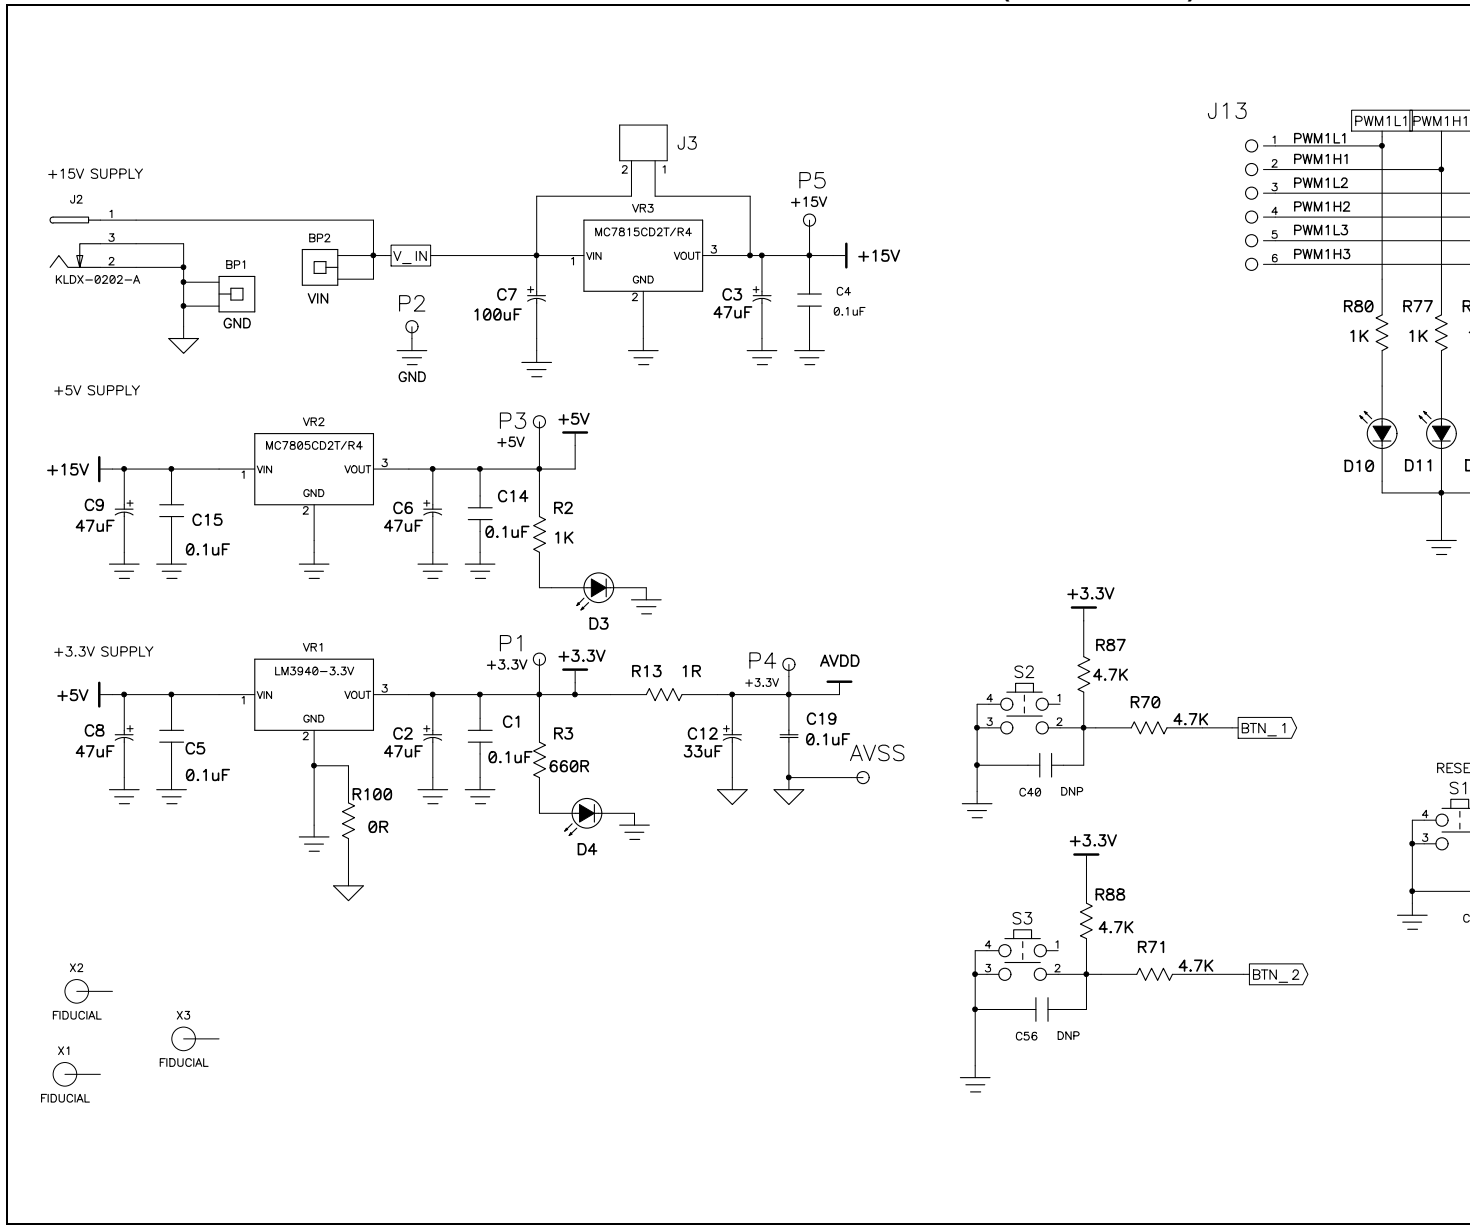 +15V SUPPLY
J2
1
3
2
KLDX-0202-A
BP1
GND
BP2
VIN
V_IN
P2
GND
J3
2
1
VR3
MC7815CD2T/R4
1
VIN
VOUT
3
GND
2
C7
100uF
+
P5
+15V
+15V
C3
47uF
+
C4
0.1uF
+5V SUPPLY
VR2
MC7805CD2T/R4
+15V
1
VIN
VOUT
3
GND
2
C9
47uF
+
C15
0.1uF
C6
47uF
+
C14
0.1uF
P3
+5V
+5V
R2
1K
D3
+3.3V SUPPLY
VR1
LM3940-3.3V
+5V
1
VIN
VOUT
3
GND
2
C8
47uF
+
C5
0.1uF
R100
0R
C2
47uF
+
C1
0.1uF
P1
+3.3V
+3.3V
R3
660R
D4
R13 1R
P4
+3.3V
AVDD
C12
33uF
+
C19
0.1uF
AVSS
X2
FIDUCIAL
X3
FIDUCIAL
X1
FIDUCIAL
J13
1 PWM1L1
2 PWM1H1
3 PWM1L2
4 PWM1H2
5 PWM1L3
6 PWM1H3
PWM1L1 PWM1H1
R80
1K
R77
1K
D10
D11
+3.3V
R87
4.7K
S2
4
1
3
2
R70
4.7K
BTN_1
C40 DNP
+3.3V
R88
4.7K
S3
4
1
3
2
R71
4.7K
BTN_2
C56 DNP
RESE
S1
4
3